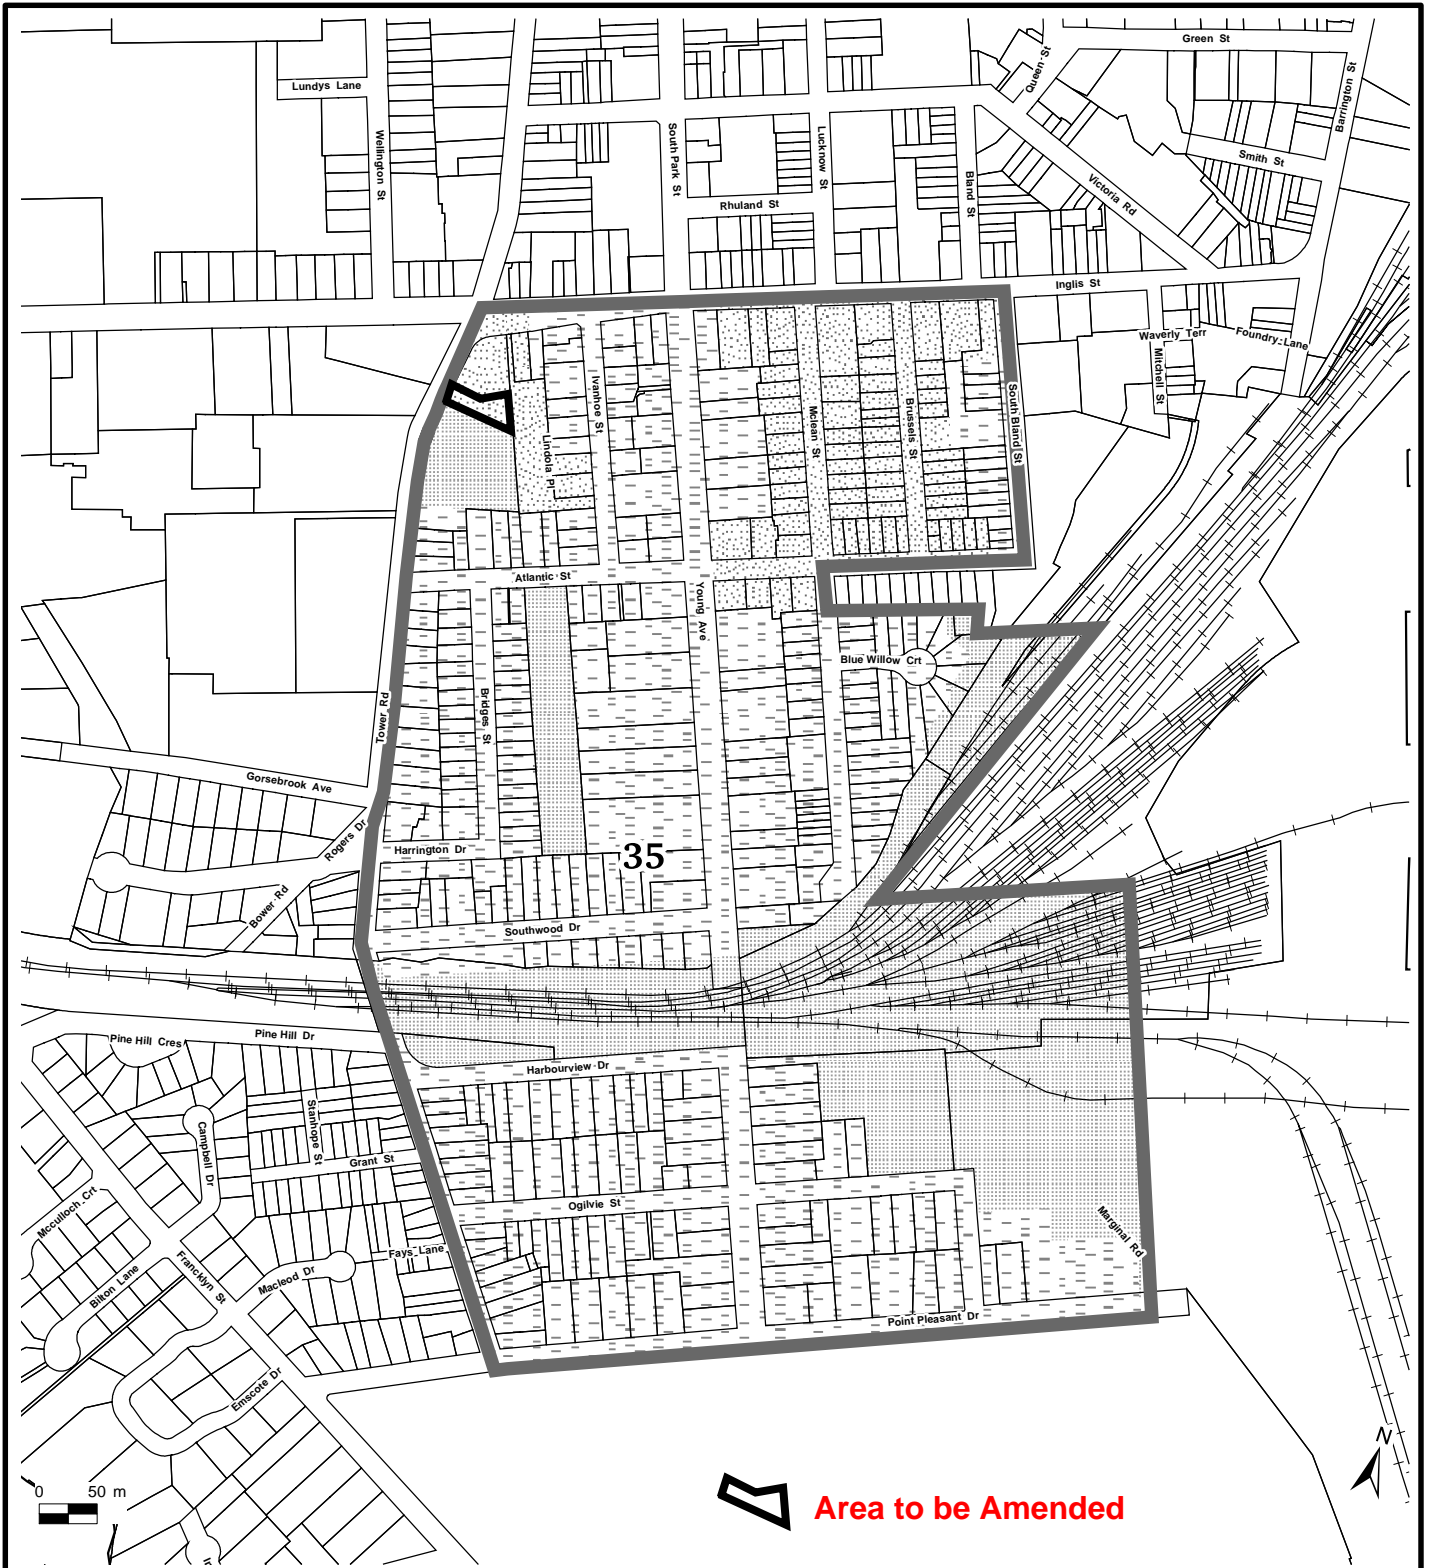 Green St
Queen St
Barrington St
Lundys Lane
Wellington St
South Park St
Lucknow St
Smith St
Bland St
Victoria Rd
Rhuland St
Inglis St
Waverly Terr
Foundry Lane
Mitchell St
Ivanhoe St
South Bland St
Mclean St
Brussels St
Lindola Pl
Atlantic St
Young Ave
Blue Willow Crt
Tower Rd
Bridges St
Gorsebrook Ave
Rogers Dr
Harrington Dr
35
Bower Rd
Southwood Dr
Pine Hill Dr
Pine Hill Cres
Harbourview Dr
Stanhope St
Campbell Dr
Grant St
Mcculloch Crt
Ogilvie St
Marginal Rd
Fays Lane
Francklyn St
Macleod Dr
Bilton Lane
Point Pleasant Dr
Emscote Dr
N
0 50 m
Area to be Amended